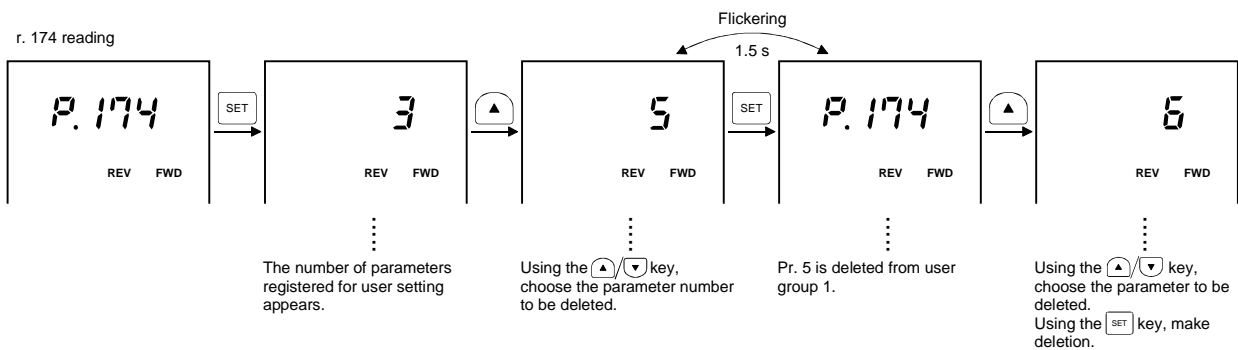 Flickering
r. 174 reading
1.5 s
P. 174
SET
3
5
SET
P. 174
6
REV FWD
REV FWD
REV FWD
REV FWD
REV FWD
The number of parameters
registered for user setting
appears.
Using the / key,
choose the parameter number
to be deleted.
Pr. 5 is deleted from user
group 1.
Using the / key,
choose the parameter to be
deleted.
Using the SET key, make
deletion.